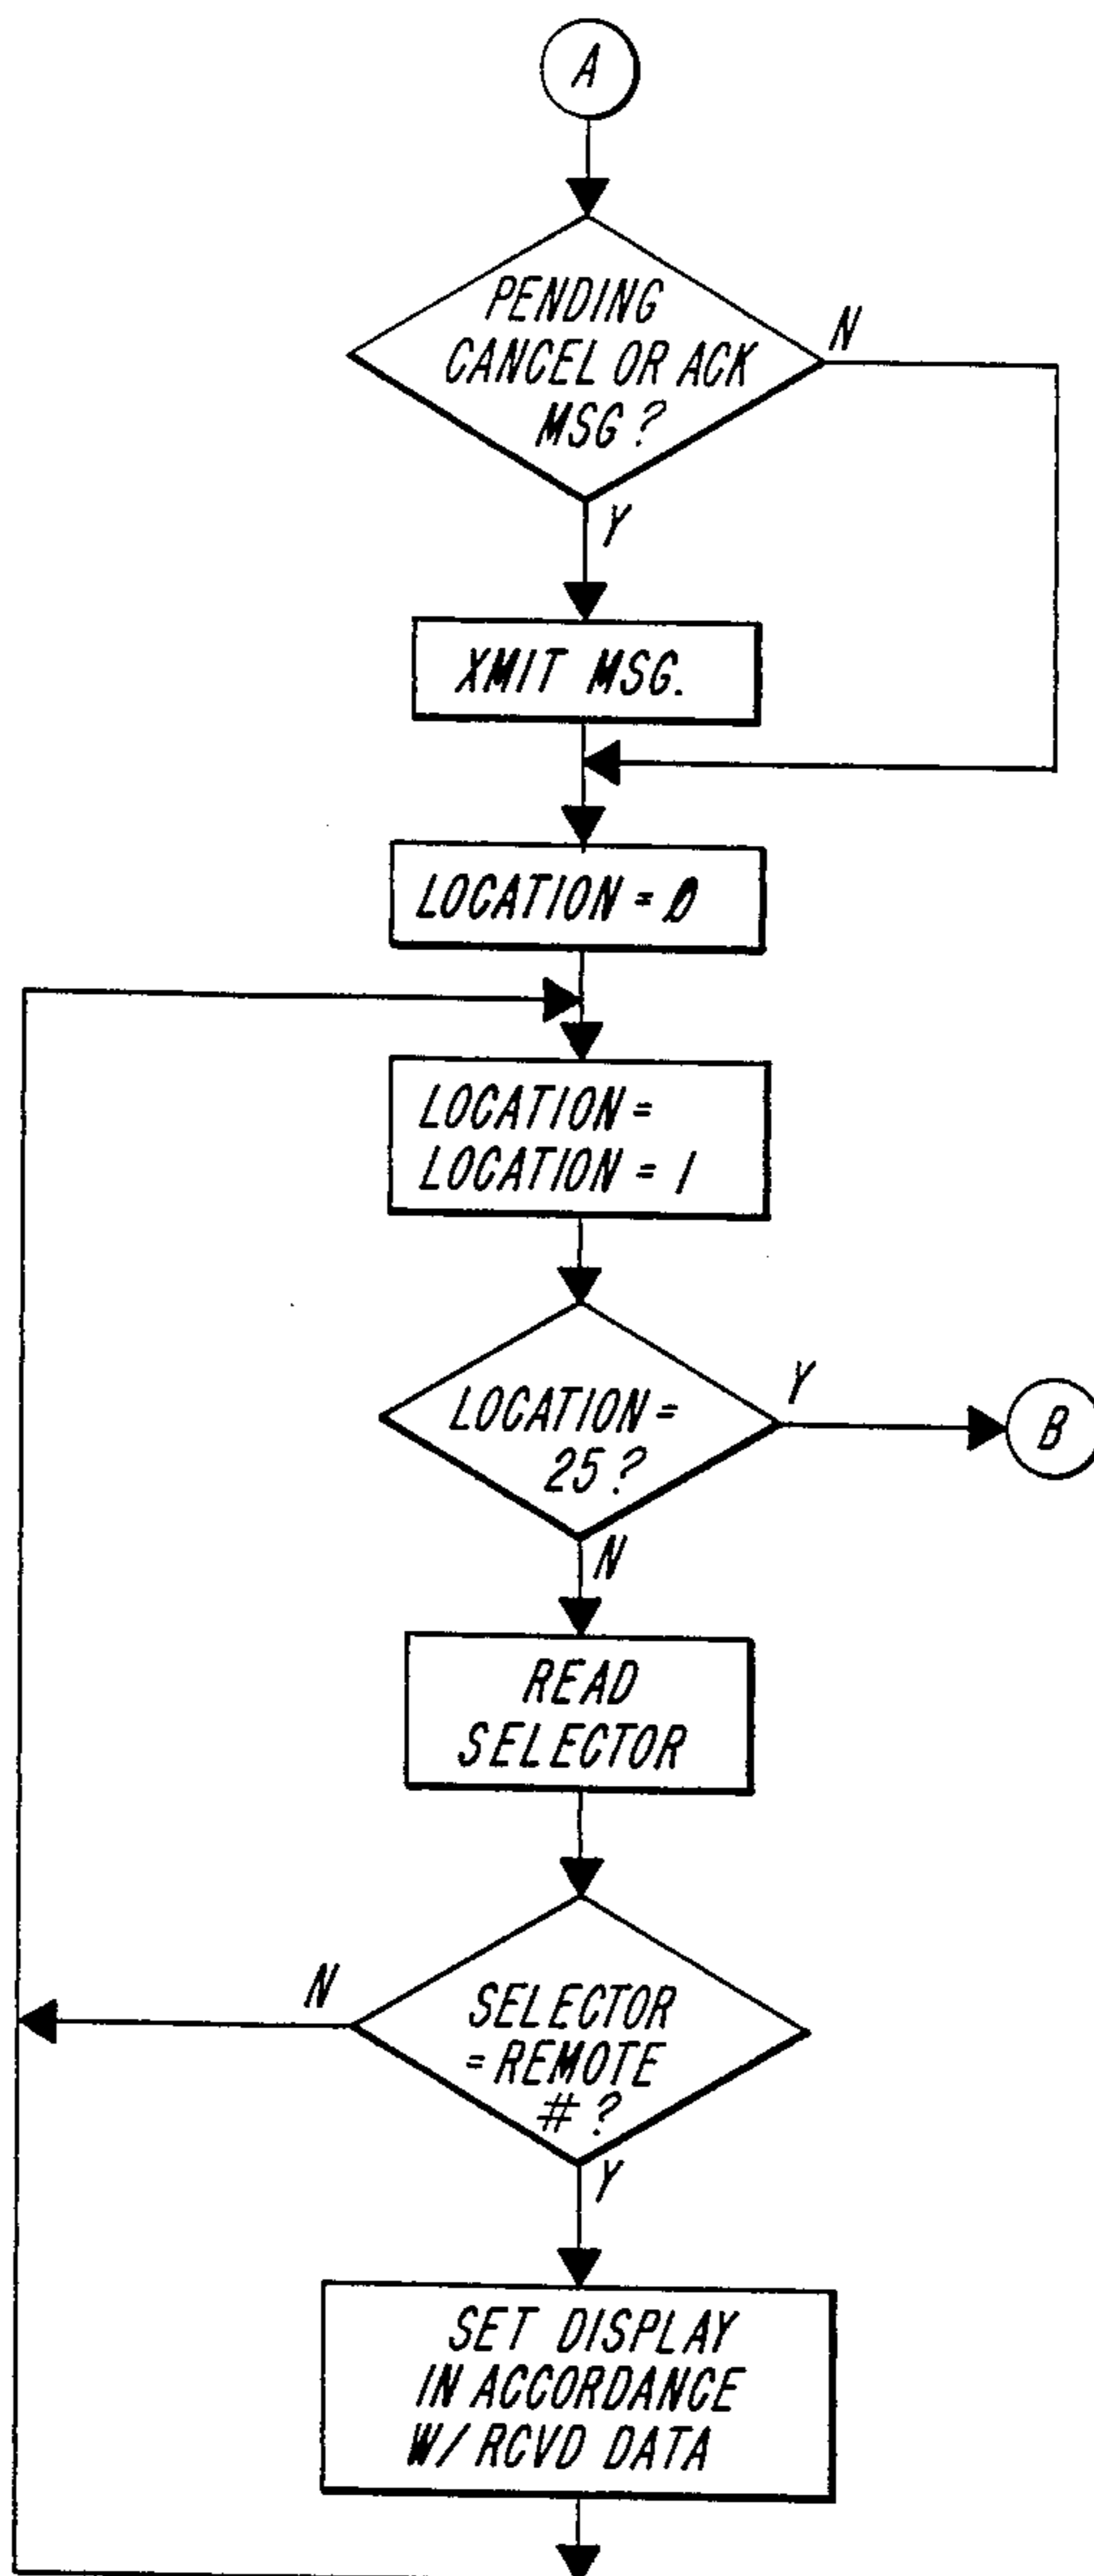 A
PENDING
CANCEL OR ACK
MSG?
N
Y
XMIT MSG.
LOCATION = 0
LOCATION =
LOCATION = 1
LOCATION =
25?
Y
B
N
READ
SELECTOR
N
SELECTOR
= REMOTE
#?
Y
SET DISPLAY
IN ACCORDANCE
W/ RCVD DATA